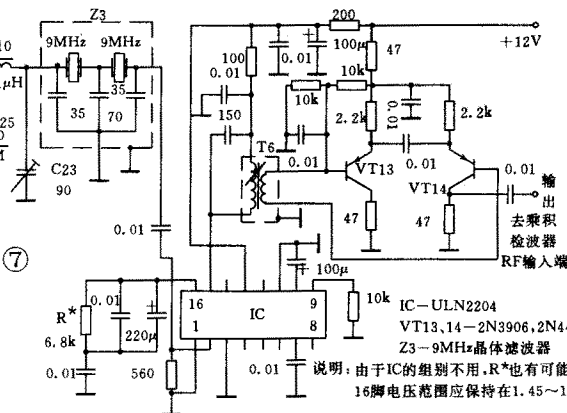 Z3
10
9MHz
9MHz
μH
35
35
70
25
0
M
C23
90
0.01
⑦
200
100μ
0.01
100
0.01
10k
10k
47
+12V
150
T6
0.01
2.2k
0.01
2.2k
0.01
VT13
VT14
0.01
47
47
输
出
去乘积
检波器
RF输入端
100μ
R*
6.8k
0.01
220μ
0.01
560
16
1
IC
9
8
10k
0.01
IC—ULN2204
VT13,14—2N3906,2N44
Z3—9MHz晶体滤波器
说明:由于IC的组别不用,R*也有可能
16脚电压范围应保持在1.45~1